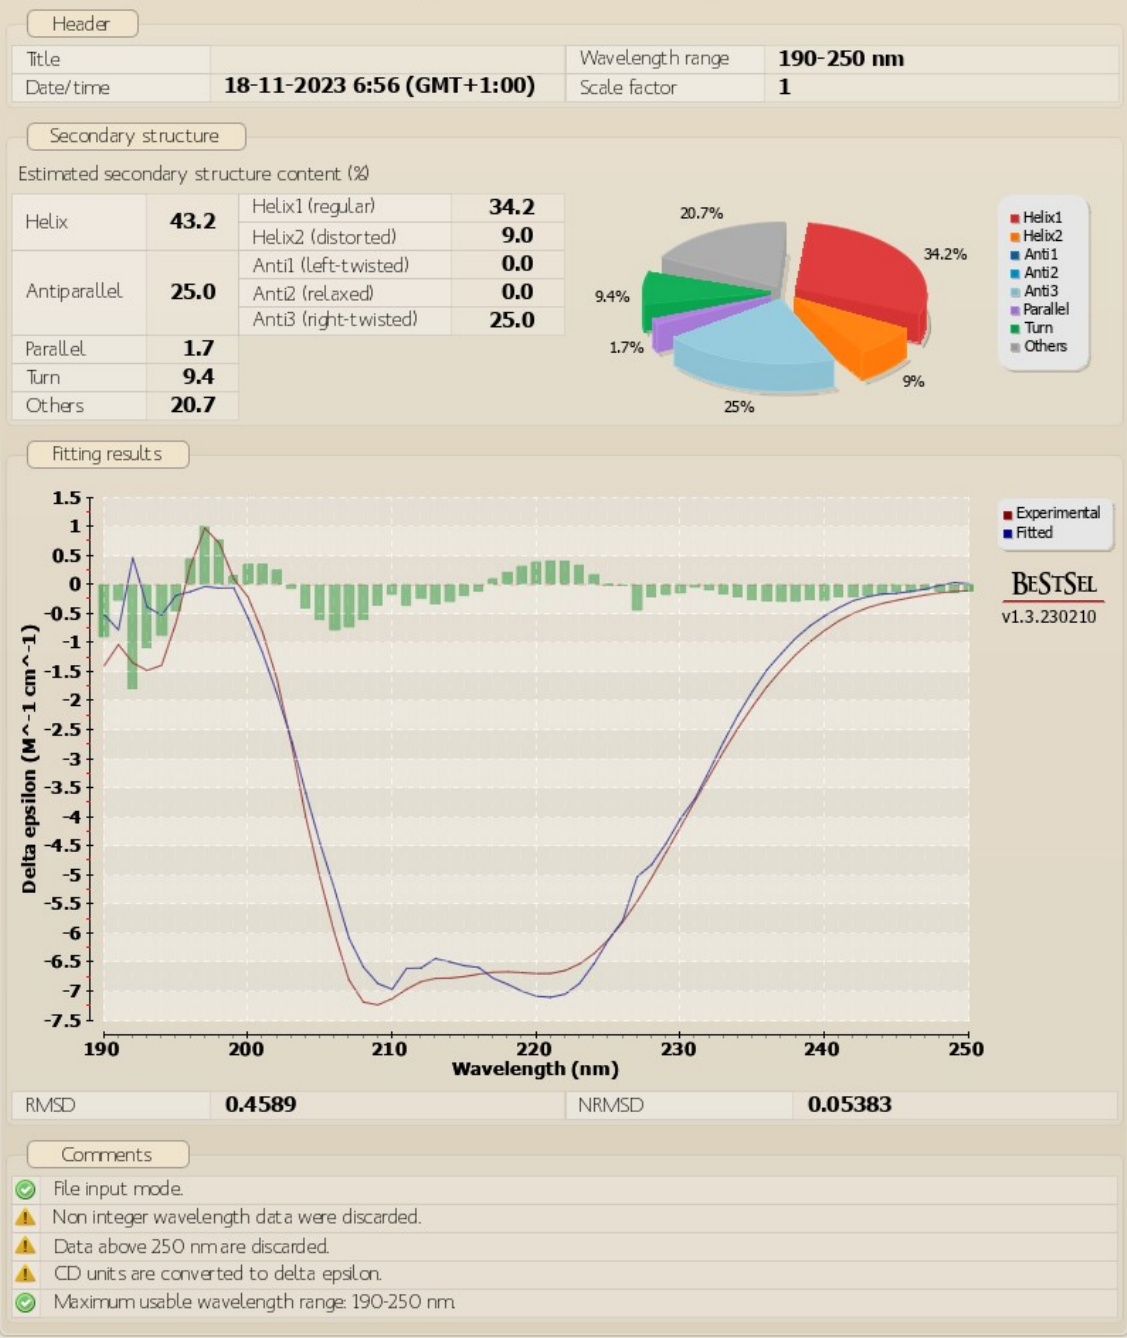 Header
Title
Wavelength range 190-250 nm
Date/time 18-11-2023 6:56 (GMT+1:00)
Scale factor 1
Secondary structure
Estimated secondary structure content (%)
Helix 43.2
Helix1 (regular) 34.2
Helix2 (distorted) 9.0
Antiparallel 25.0
Anti1 (left-twisted) 0.0
Anti2 (relaxed) 0.0
Anti3 (right-twisted) 25.0
Parallel 1.7
Turn 9.4
Others 20.7
20.7%
34.2%
9.4%
1.7%
9%
25%
Helix1
Helix2
Anti1
Anti2
Anti3
Parallel
Turn
Others
Fitting results
1.5
1
0.5
0
-0.5
-1
-1.5
-2
-2.5
-3
-3.5
-4
-4.5
-5
-5.5
-6
-6.5
-7
-7.5
Delta epsilon (M^-1 cm^-1)
190 200 210 220 230 240 250
Wavelength (nm)
Experimental
Fitted
BESTSEL
v1.3.230210
RMSD 0.4589
NRMSD 0.05383
Comments
File input mode.
Non integer wavelength data were discarded.
Data above 250 nm are discarded.
CD units are converted to delta epsilon.
Maximum usable wavelength range: 190-250 nm.